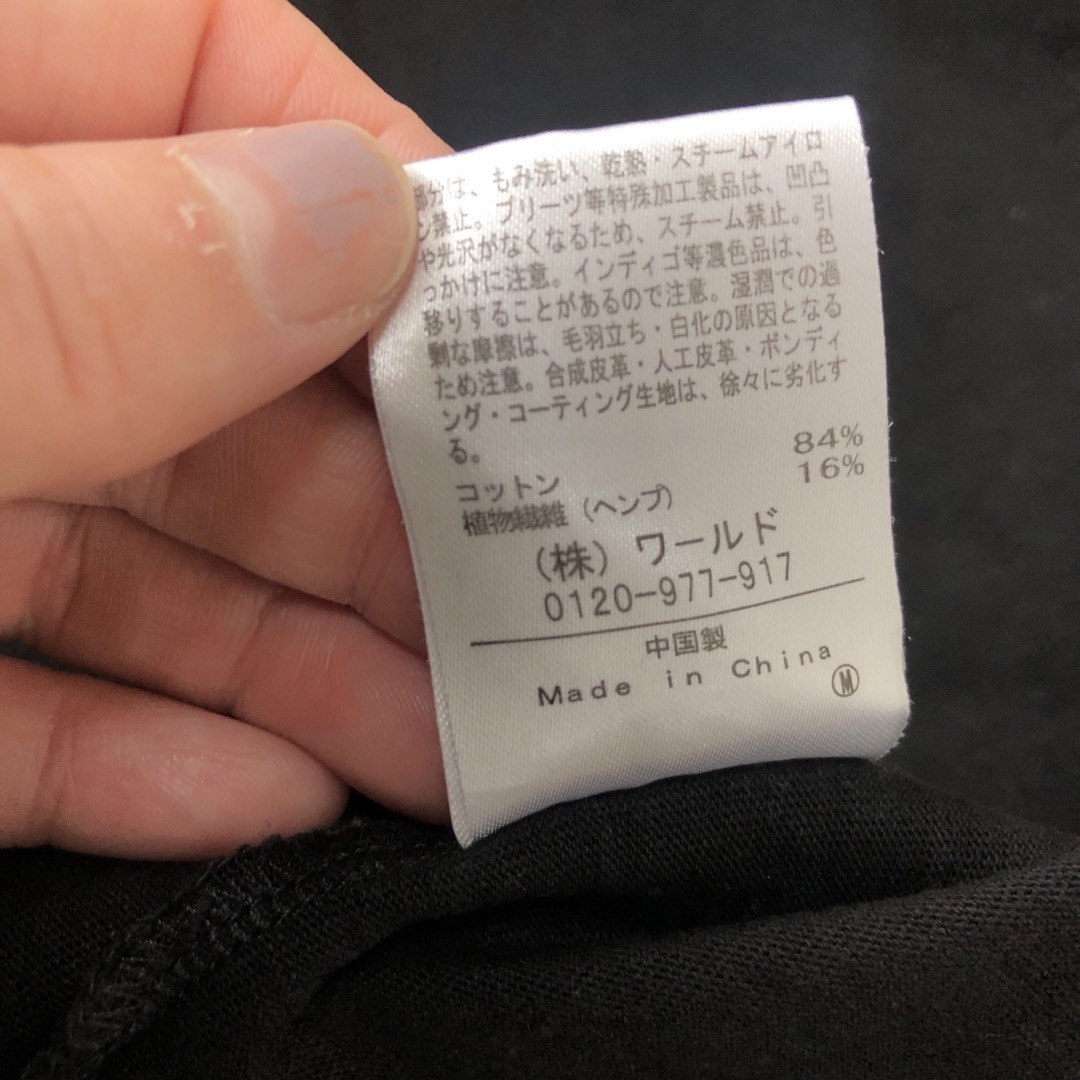 部分は、もみ洗い、乾熱・スチームアイロ
ン禁止。プリーツ等特殊加工製品は、凹凸
や光沢がなくなるため、スチーム禁止。引
っかけに注意。インディゴ等濃色品は、色
移りすることがあるので注意。湿潤での過
剰な摩擦は、毛羽立ち・白化の原因となる
ため注意。合成皮革・人工皮革・ボンディ
ング・コーティング生地は、徐々に劣化す
る。
コットン 84%
植物繊維（ヘンプ） 16%
（株）ワールド
0120-977-917
中国製
Made in China
Ⓜ